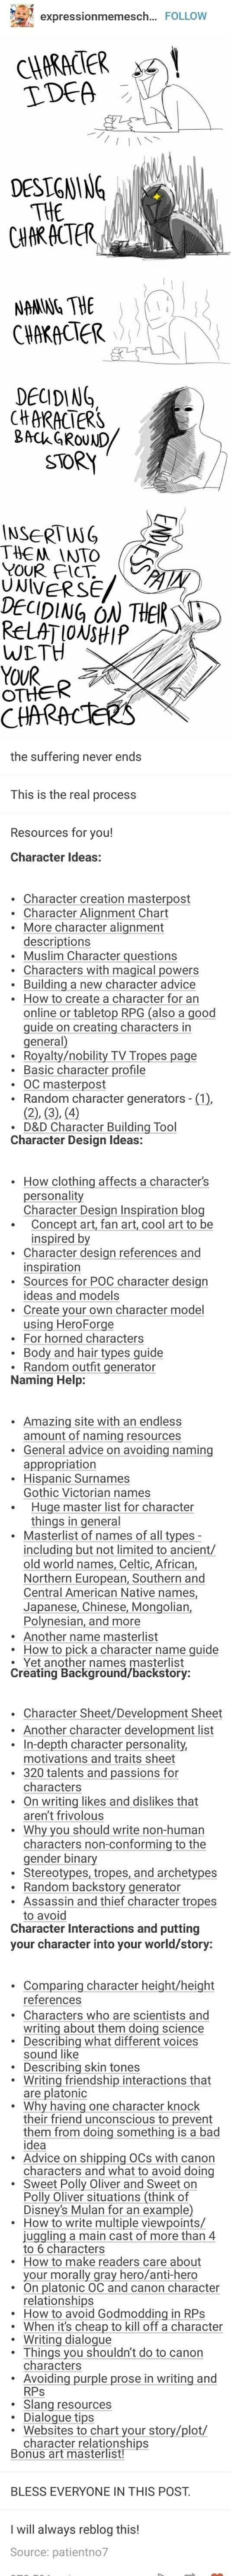 expressionmemesch... FOLLOW
CHARACTER
IDEA
!
DESIGNING
THE
CHARACTER
NAMING THE
CHARACTER
DECIDING
CHARACTER'S
BACKGROUND/
STORY
INSERTING
THEM INTO
YOUR FICT.
UNIVERSE/
DECIDING ON THEIR
RELATIONSHIP
WITH
YOUR
OTHER
CHARACTERS
ENDLESS
PAIN
the suffering never ends
This is the real process
Resources for you!
Character Ideas:
• Character creation masterpost
• Character Alignment Chart
• More character alignment
descriptions
• Muslim Character questions
• Characters with magical powers
• Building a new character advice
• How to create a character for an
online or tabletop RPG (also a good
guide on creating characters in
general)
• Royalty/nobility TV Tropes page
• Basic character profile
• OC masterpost
• Random character generators - (1),
(2), (3), (4)
• D&D Character Building Tool
Character Design Ideas:
• How clothing affects a character's
personality
Character Design Inspiration blog
• Concept art, fan art, cool art to be
inspired by
• Character design references and
inspiration
• Sources for POC character design
ideas and models
• Create your own character model
using HeroForge
• For horned characters
• Body and hair types guide
• Random outfit generator
Naming Help:
• Amazing site with an endless
amount of naming resources
• General advice on avoiding naming
appropriation
• Hispanic Surnames
Gothic Victorian names
• Huge master list for character
things in general
• Masterlist of names of all types -
including but not limited to ancient/
old world names, Celtic, African,
Northern European, Southern and
Central American Native names,
Japanese, Chinese, Mongolian,
Polynesian, and more
• Another name masterlist
• How to pick a character name guide
• Yet another names masterlist
Creating Background/backstory:
• Character Sheet/Development Sheet
• Another character development list
• In-depth character personality,
motivations and traits sheet
• 320 talents and passions for
characters
• On writing likes and dislikes that
aren't frivolous
• Why you should write non-human
characters non-conforming to the
gender binary
• Stereotypes, tropes, and archetypes
• Random backstory generator
• Assassin and thief character tropes
to avoid
Character Interactions and putting
your character into your world/story:
• Comparing character height/height
references
• Characters who are scientists and
writing about them doing science
• Describing what different voices
sound like
• Describing skin tones
• Writing friendship interactions that
are platonic
• Why having one character knock
their friend unconscious to prevent
them from doing something is a bad
idea
• Advice on shipping OCs with canon
characters and what to avoid doing
• Sweet Polly Oliver and Sweet on
Polly Oliver situations (think of
Disney's Mulan for an example)
• How to write multiple viewpoints/
juggling a main cast of more than 4
to 6 characters
• How to make readers care about
your morally gray hero/anti-hero
• On platonic OC and canon character
relationships
• How to avoid Godmodding in RPs
• When it's cheap to kill off a character
• Writing dialogue
• Things you shouldn't do to canon
characters
• Avoiding purple prose in writing and
RPs
• Slang resources
• Dialogue tips
• Websites to chart your story/plot/
character relationships
Bonus art masterlist!
BLESS EVERYONE IN THIS POST.
I will always reblog this!
Source: patientno7